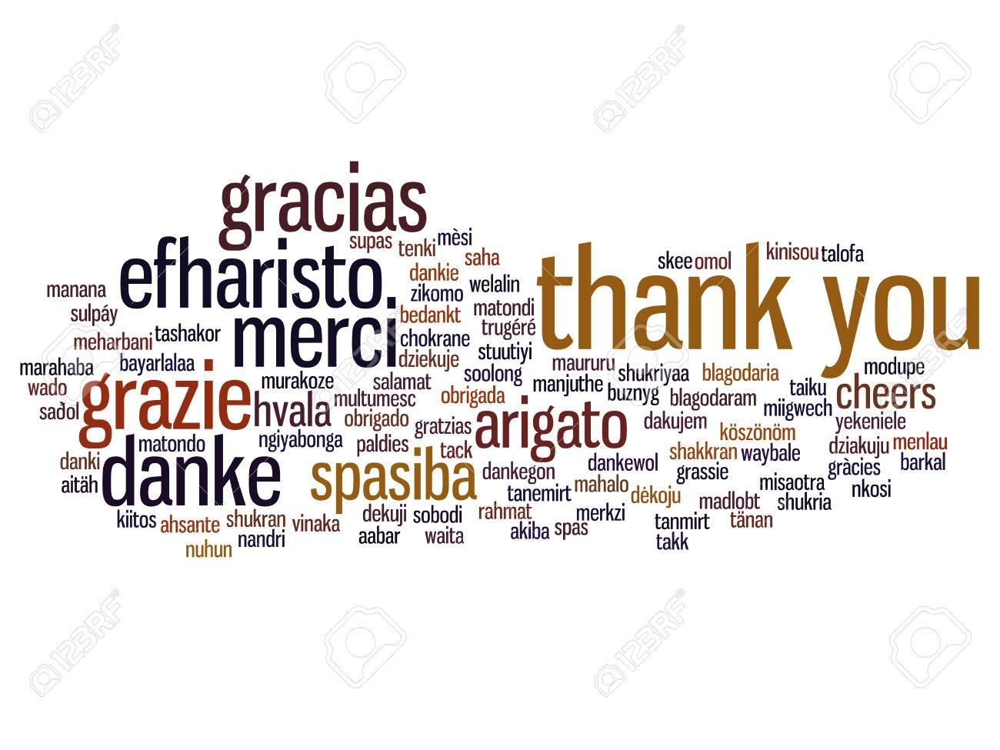 gracias
supas
tenki
mèsi
saha
efharisto
dankie
welalin
zikomo
thank you
skee
omol
kinisou
talofa
manana
sulpáy
meharbani
tashakor
merci
bedankt
matondi
trugéré
chokrane
stuutiyi
dziekuje
marahaba
bayarlalaa
wado
saðol
grazie
murakoze
salamat
soolong
maururu
shukriyaa
blagodaria
manjuthe
buznyg
blagodaram
modupe
taiku
cheers
miigwech
hvala
multumesc
obrigada
obrigado
gratzias
arigato
dakujem
köszönöm
yekeniele
matondo
ngiyabonga
paldies
tack
danki
aitäh
danke
spasiba
dankegon
dankewol
shakkran
waybale
dziakuju
menlau
grassie
gràcies
barkal
tanemirt
mahalo
dėkoju
misaotra
nkosi
madlobt
shukria
kiitos
ahsante
shukran
vinaka
dekuji
sobodi
rahmat
merkzi
tanmirt
tänan
nuhun
nandri
aabar
waita
akiba
spas
takk
123RF
123RF
123RF
123RF